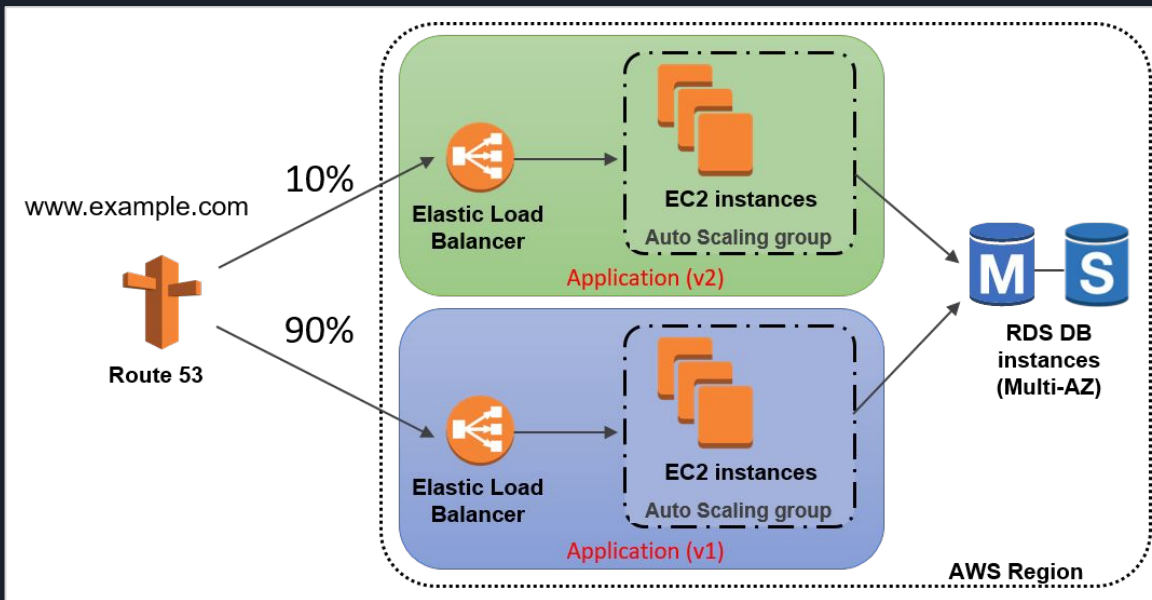 www.example.com
Route 53
10%
90%
Elastic Load
Balancer
EC2 instances
Auto Scaling group
Application (v2)
Elastic Load
Balancer
EC2 instances
Auto Scaling group
Application (v1)
M
S
RDS DB
instances
(Multi-AZ)
AWS Region